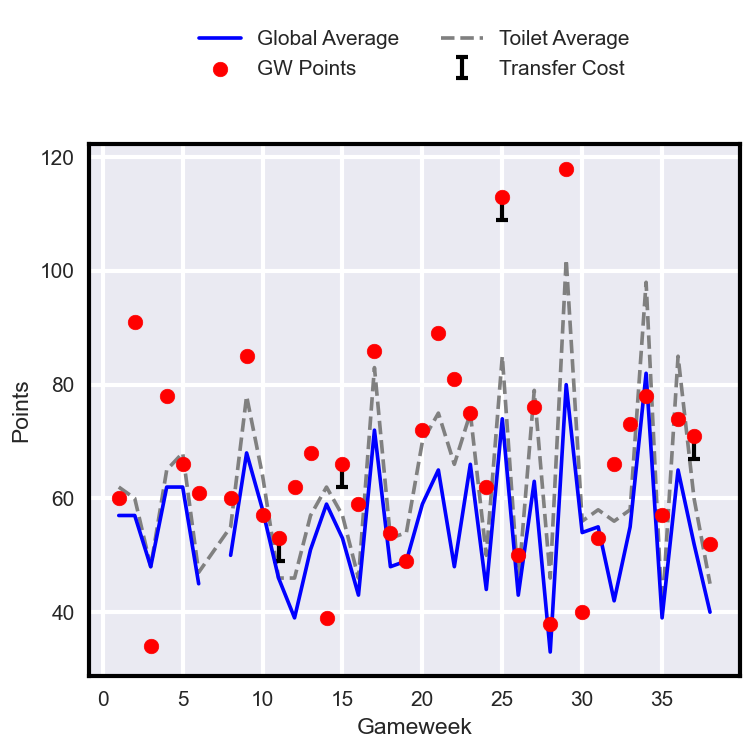 Global Average
Toilet Average
GW Points
Transfer Cost
120
100
80
60
40
Points
0 5 10 15 20 25 30 35
Gameweek